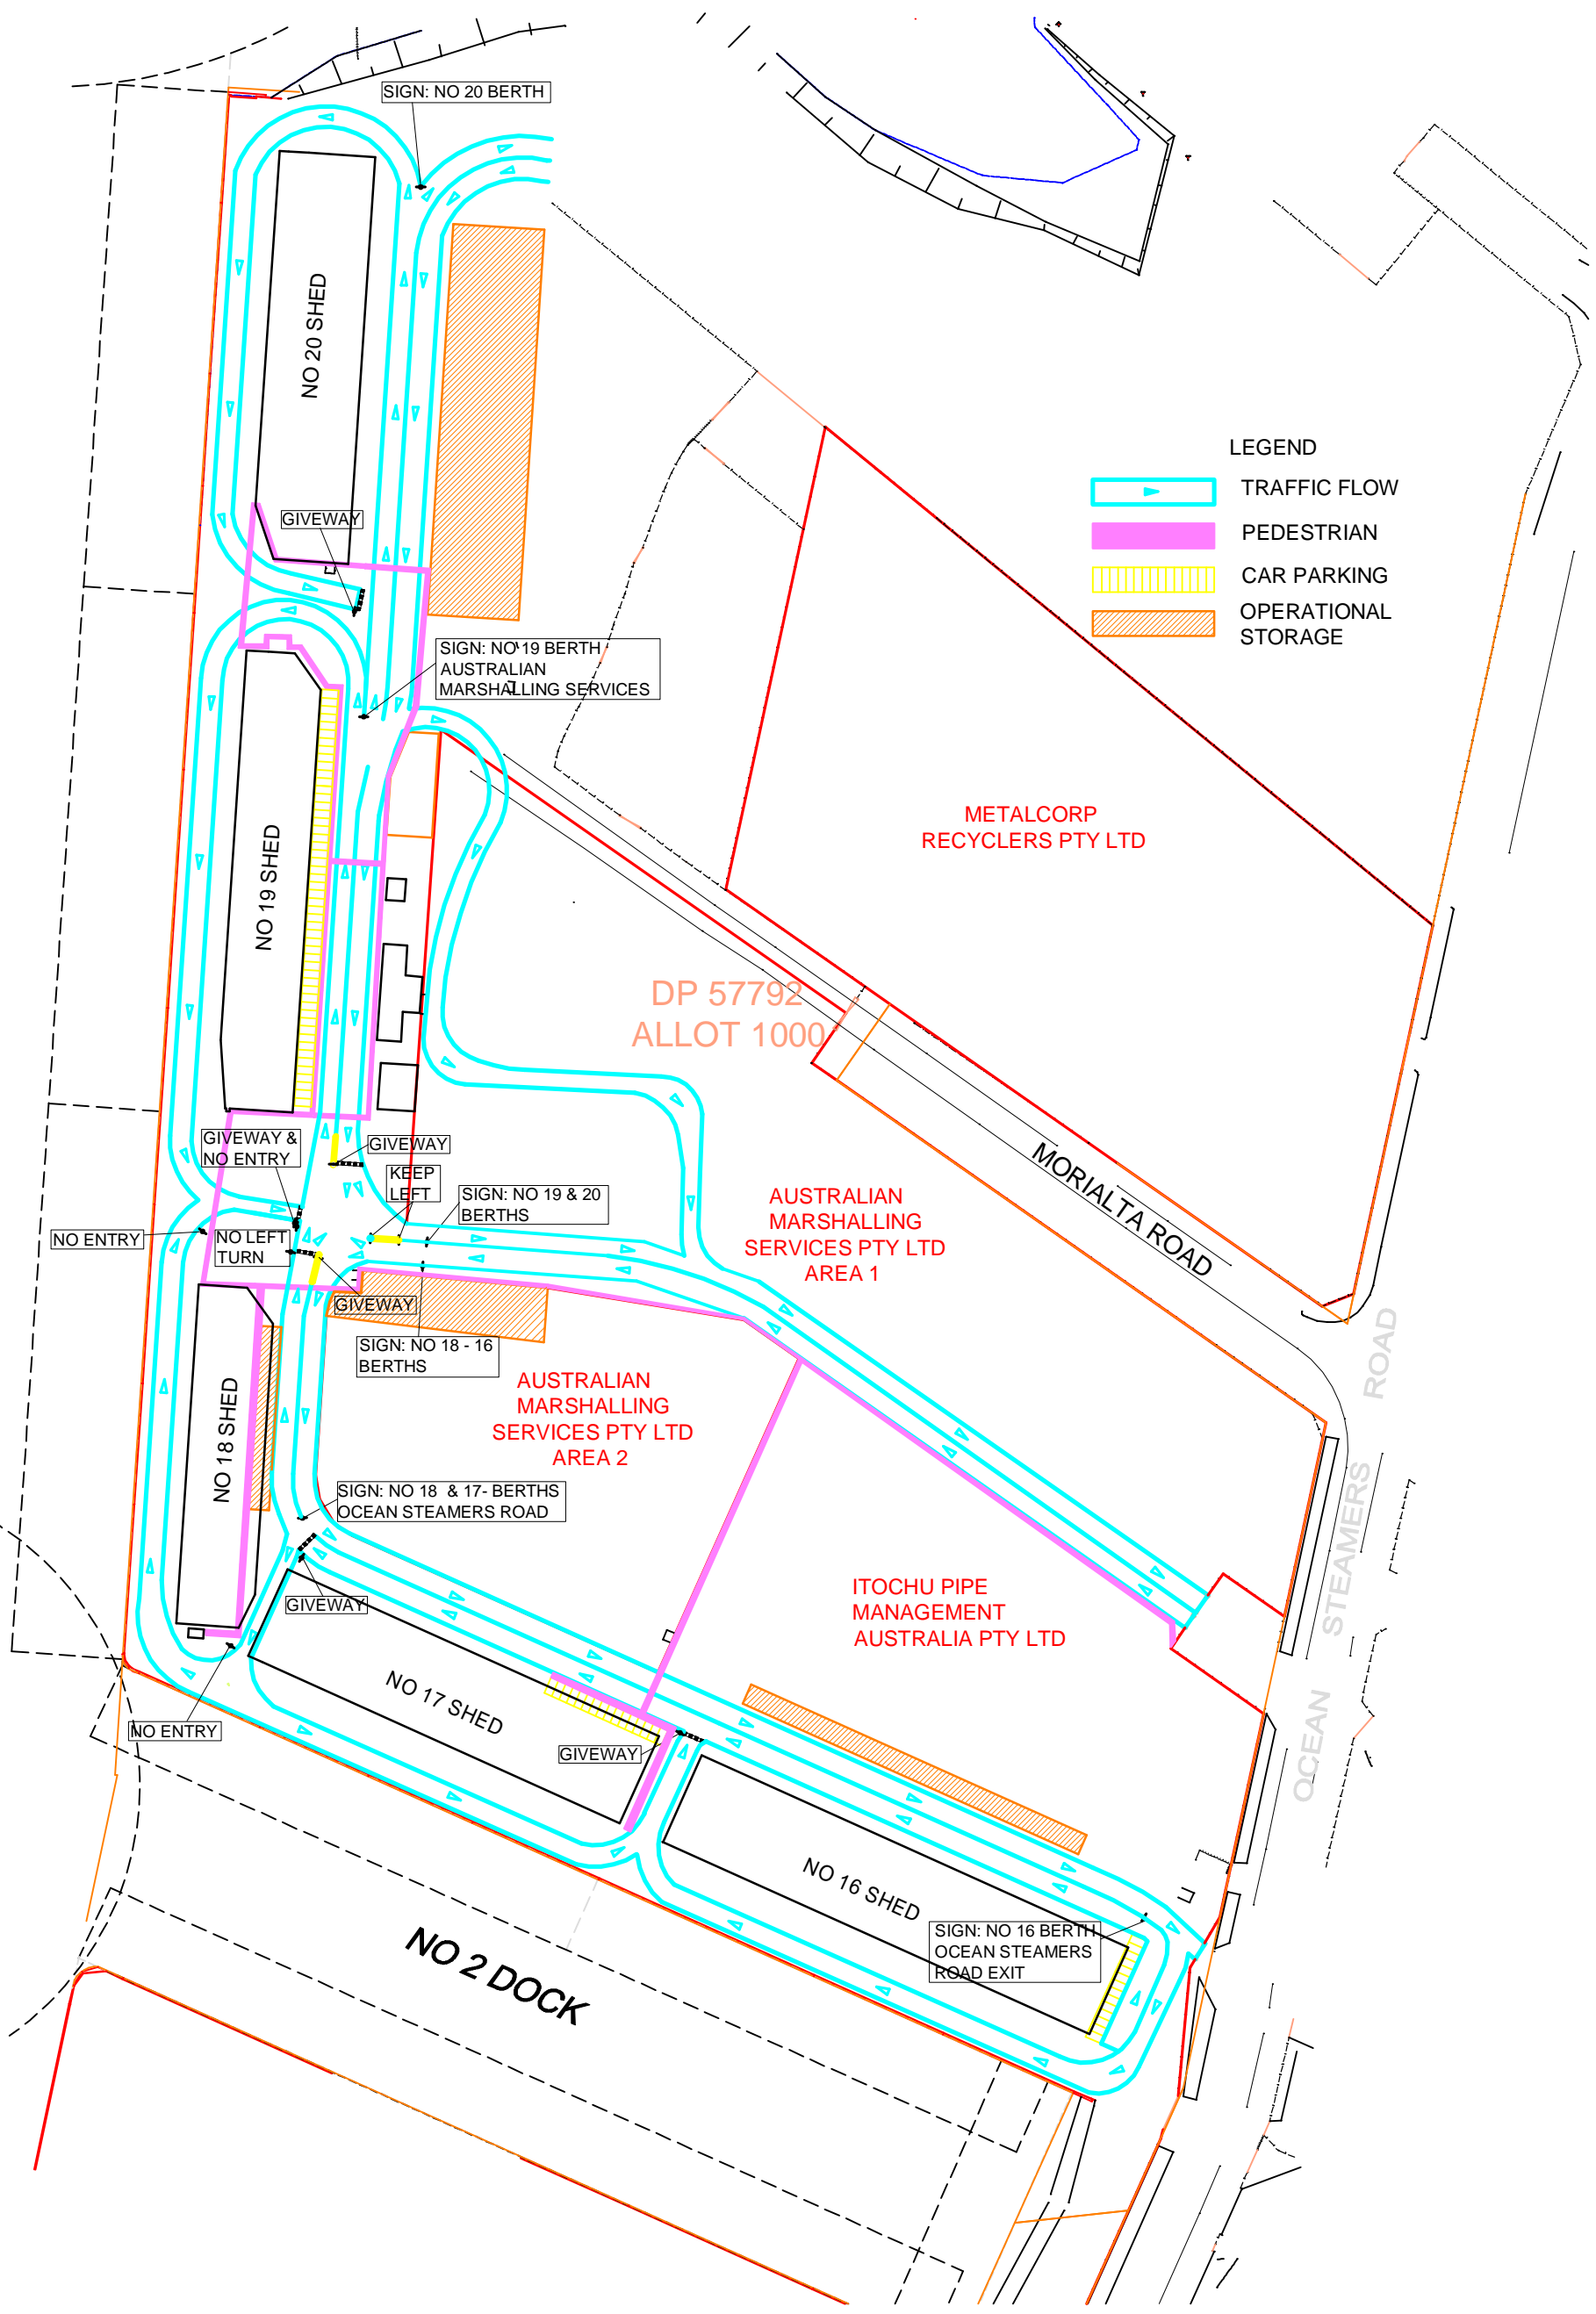 SIGN: NO 20 BERTH
NO 20 SHED
LEGEND
TRAFFIC FLOW
PEDESTRIAN
CAR PARKING
OPERATIONAL
STORAGE
GIVEWAY
SIGN: NO 19 BERTH
AUSTRALIAN
MARSHALLING SERVICES
METALCORP
RECYCLERS PTY LTD
NO 19 SHED
DP 57792
ALLOT 1000
MORIALTA ROAD
GIVEWAY &
NO ENTRY
GIVEWAY
KEEP
LEFT
SIGN: NO 19 & 20
BERTHS
AUSTRALIAN
MARSHALLING
SERVICES PTY LTD
AREA 1
NO ENTRY
NO LEFT
TURN
GIVEWAY
SIGN: NO 18 - 16
BERTHS
NO 18 SHED
AUSTRALIAN
MARSHALLING
SERVICES PTY LTD
AREA 2
SIGN: NO 18 & 17- BERTHS
OCEAN STEAMERS ROAD
OCEAN STEAMERS ROAD
GIVEWAY
ITOCHU PIPE
MANAGEMENT
AUSTRALIA PTY LTD
NO 17 SHED
NO ENTRY
GIVEWAY
NO 16 SHED
SIGN: NO 16 BERTH
OCEAN STEAMERS
ROAD EXIT
NO 2 DOCK